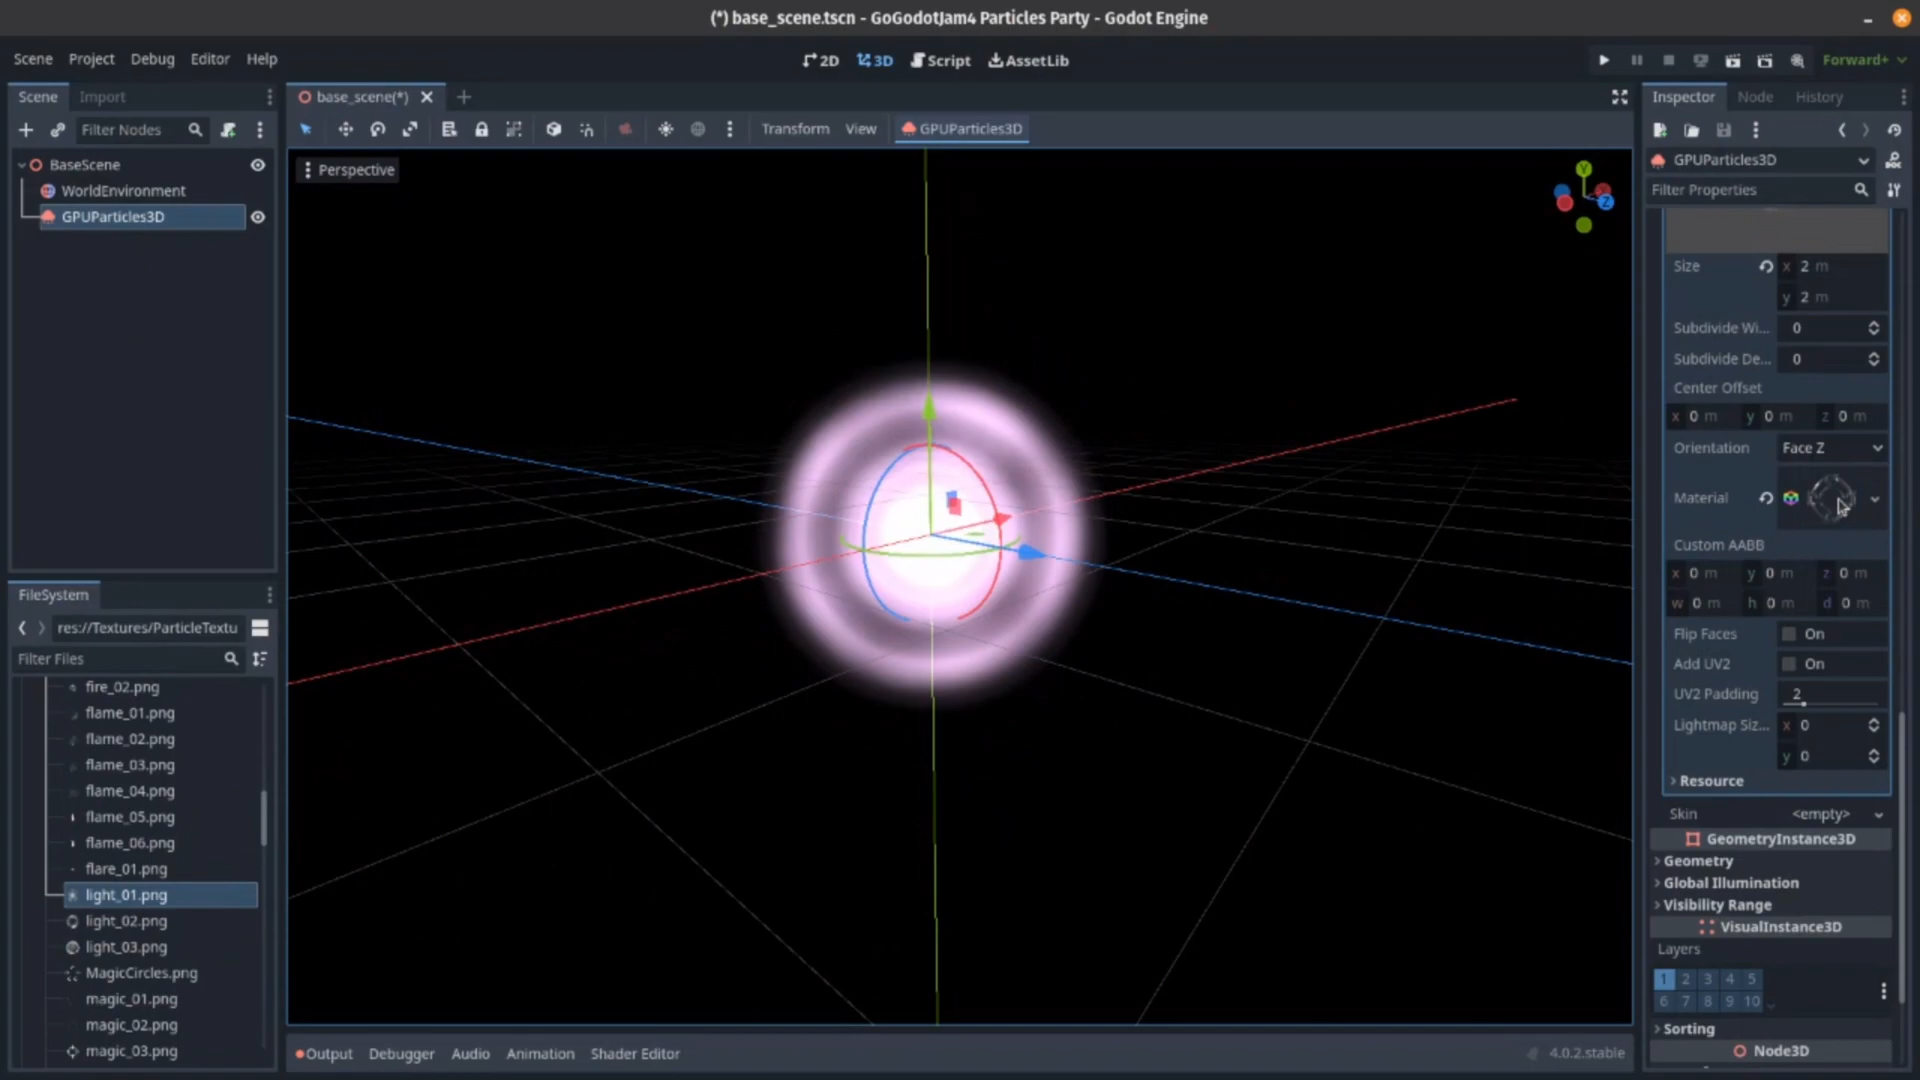 (*) base_scene.tscn - GoGodotJam4 Particles Party - Godot Engine
Scene Project Debug Editor Help
2D 3D Script AssetLib
Forward+
Scene Import
Filter Nodes
BaseScene
WorldEnvironment
GPUParticles3D
FileSystem
res://Textures/ParticleTextu
Filter Files
fire_02.png
flame_01.png
flame_02.png
flame_03.png
flame_04.png
flame_05.png
flame_06.png
flare_01.png
light_01.png
light_02.png
light_03.png
MagicCircles.png
magic_01.png
magic_02.png
magic_03.png
base_scene(*)
Transform View GPUParticles3D
Perspective
Y
Z
Output Debugger Audio Animation Shader Editor
4.0.2.stable
Inspector Node History
GPUParticles3D
Filter Properties
Size x 2 m
y 2 m
Subdivide Wi... 0
Subdivide De... 0
Center Offset
x 0 m y 0 m z 0 m
Orientation Face Z
Material
Custom AABB
x 0 m y 0 m z 0 m
w 0 m h 0 m d 0 m
Flip Faces On
Add UV2 On
UV2 Padding 2
Lightmap Siz... x 0
y 0
Resource
Skin <empty>
GeometryInstance3D
Geometry
Global Illumination
Visibility Range
VisualInstance3D
Layers
1 2 3 4 5
6 7 8 9 10
Sorting
Node3D